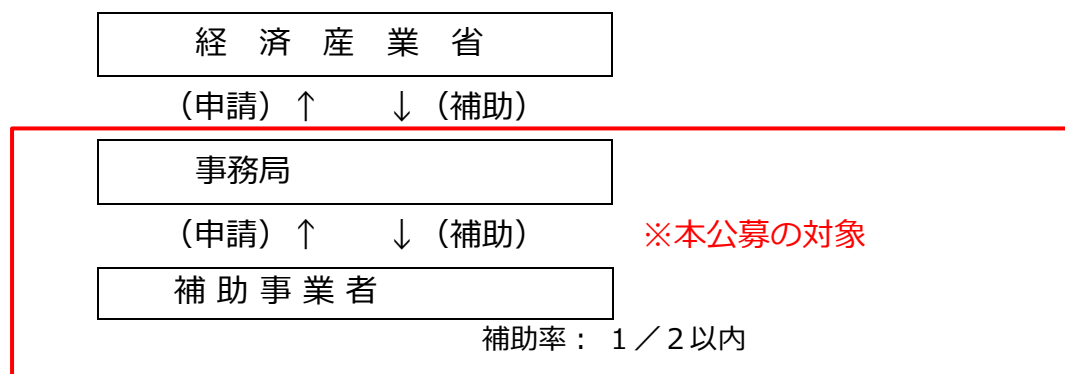 経 済 産 業 省
（申請）↑ ↓（補助）
事務局
（申請）↑ ↓（補助） ※本公募の対象
補 助 事 業 者
補助率： １／２以内